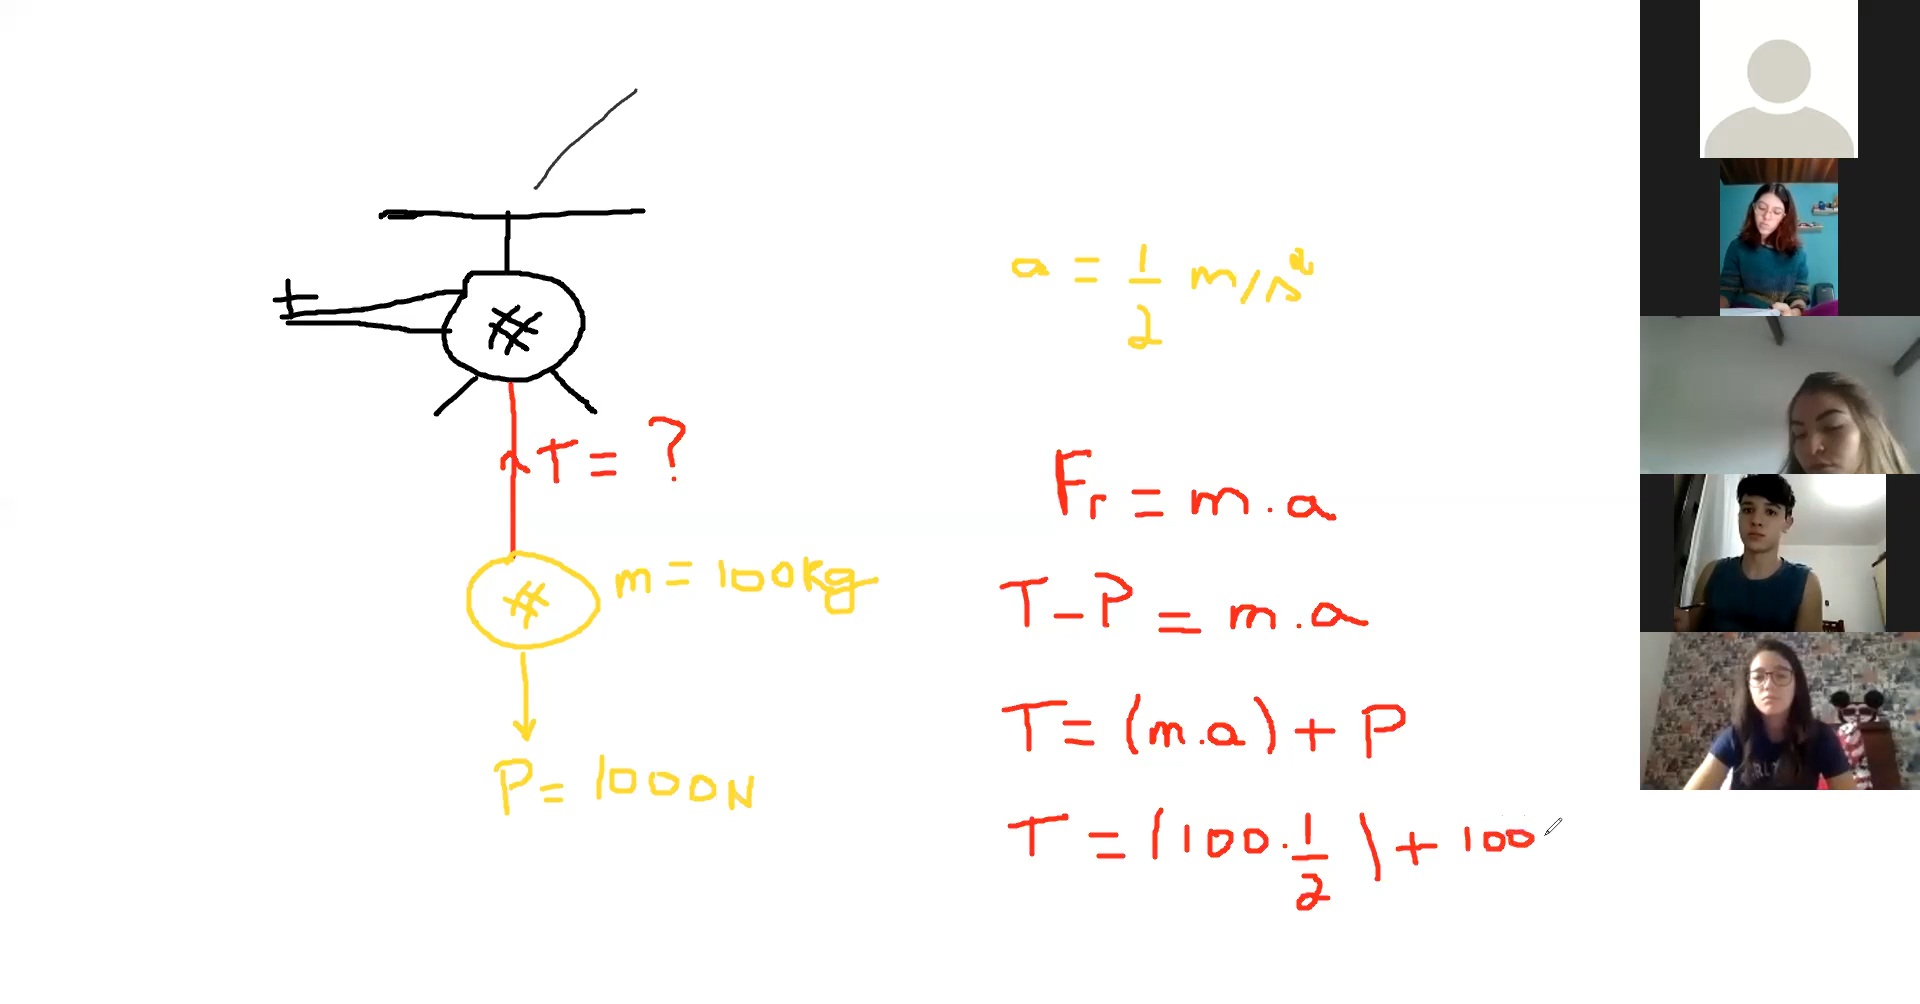 a = 1/2 m/s²
T = ?
Fr = m.a
m = 100kg
T - P = m.a
T = (m.a) + P
P = 1000N
T = (100.1/2) + 100